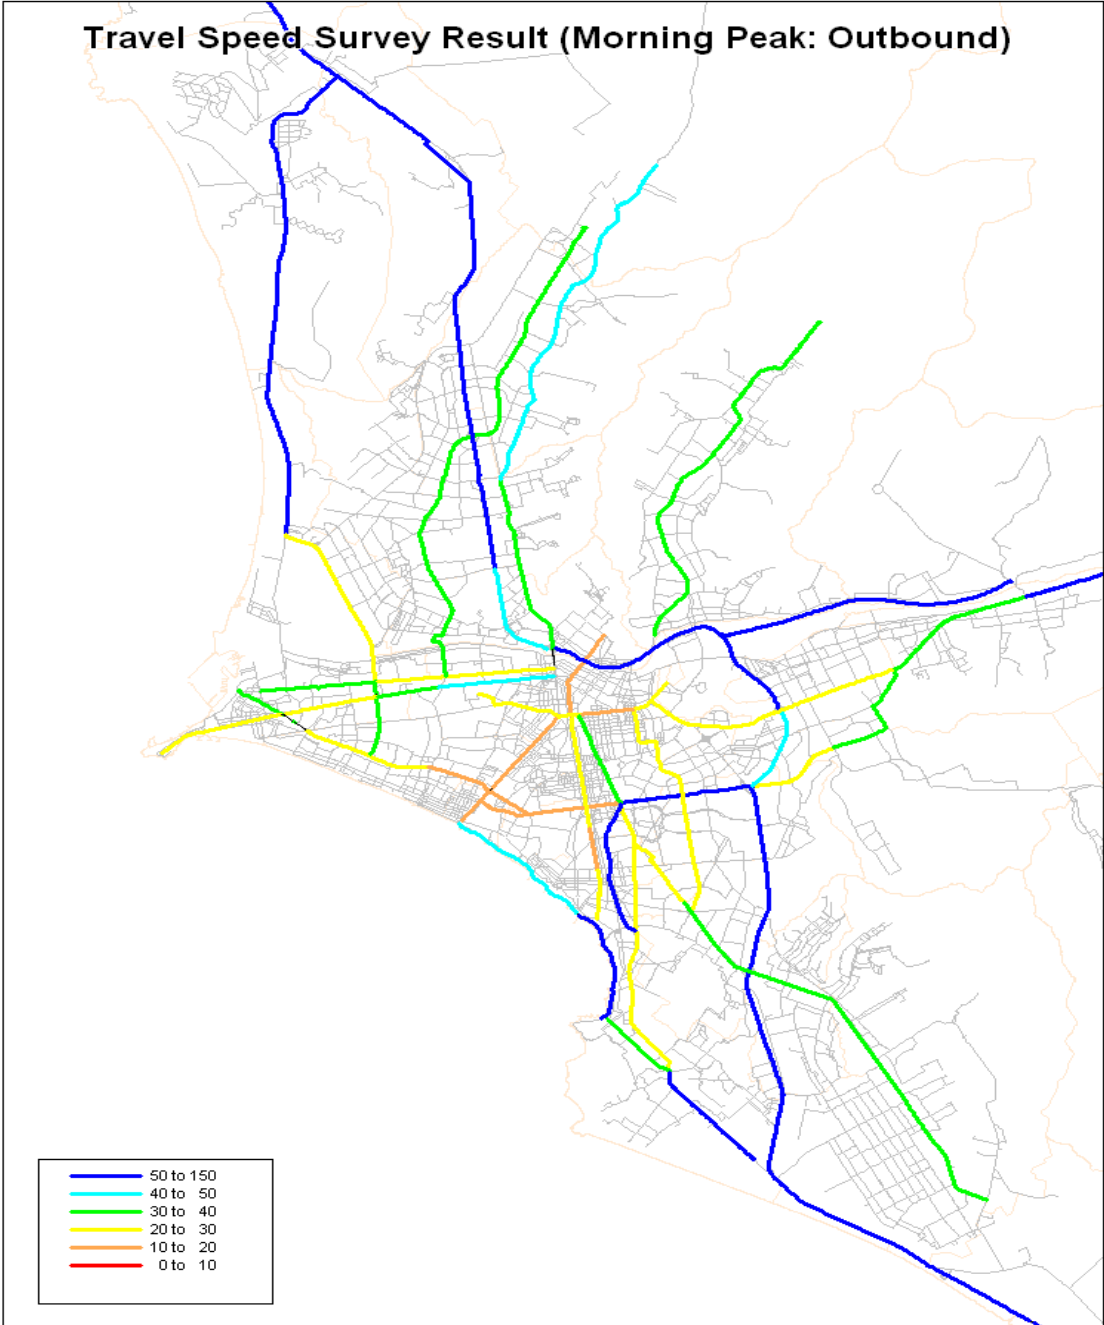 Travel Speed Survey Result (Morning Peak: Outbound)
50 to 150
40 to 50
30 to 40
20 to 30
10 to 20
0 to 10